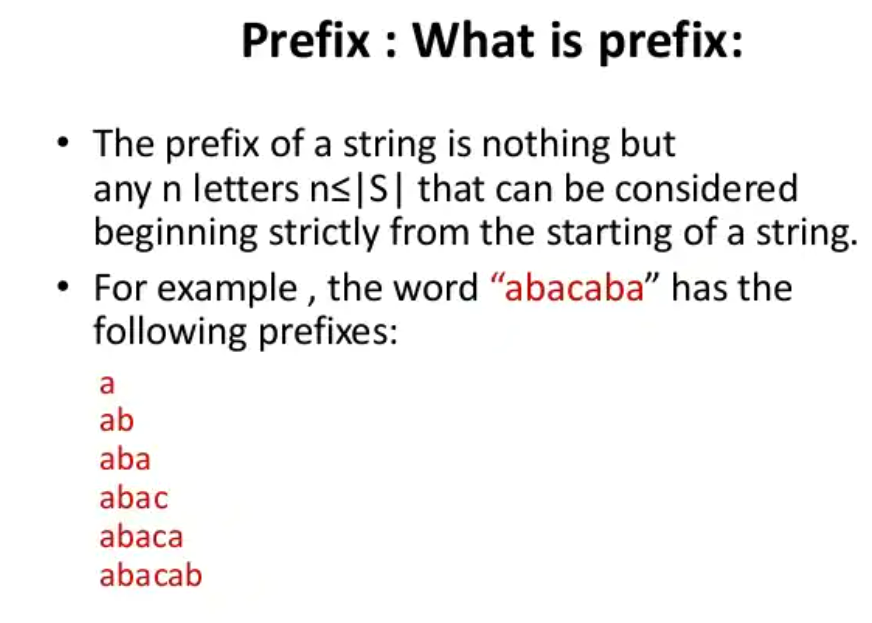 Prefix : What is prefix:
• The prefix of a string is nothing but
any n letters n≤|S| that can be considered
beginning strictly from the starting of a string.
• For example , the word “abacaba” has the
following prefixes:
a
ab
aba
abac
abaca
abacab